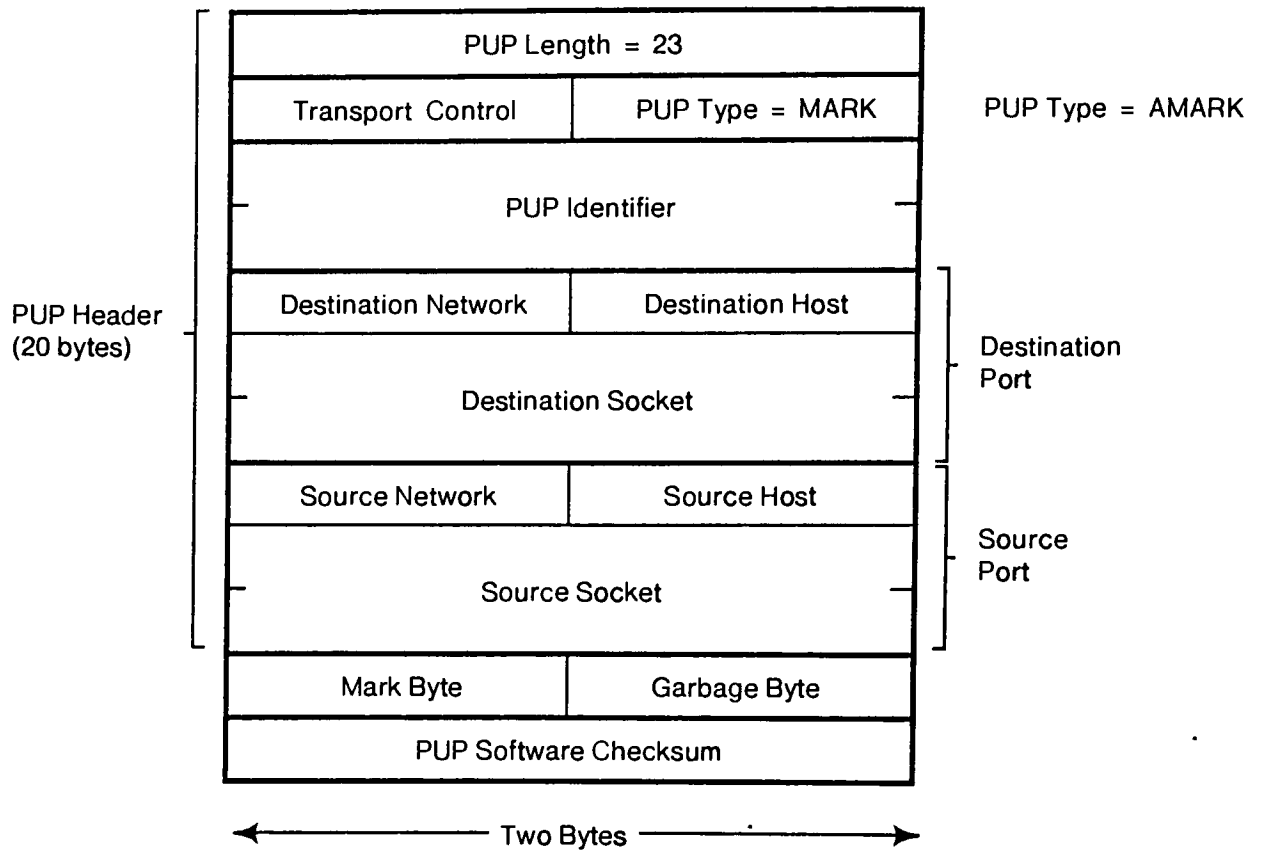 PUP Length = 23
Transport Control
PUP Type = MARK
PUP Type = AMARK
PUP Identifier
PUP Header
(20 bytes)
Destination Network
Destination Host
Destination
Port
Destination Socket
Source Network
Source Host
Source
Port
Source Socket
Mark Byte
Garbage Byte
PUP Software Checksum
Two Bytes